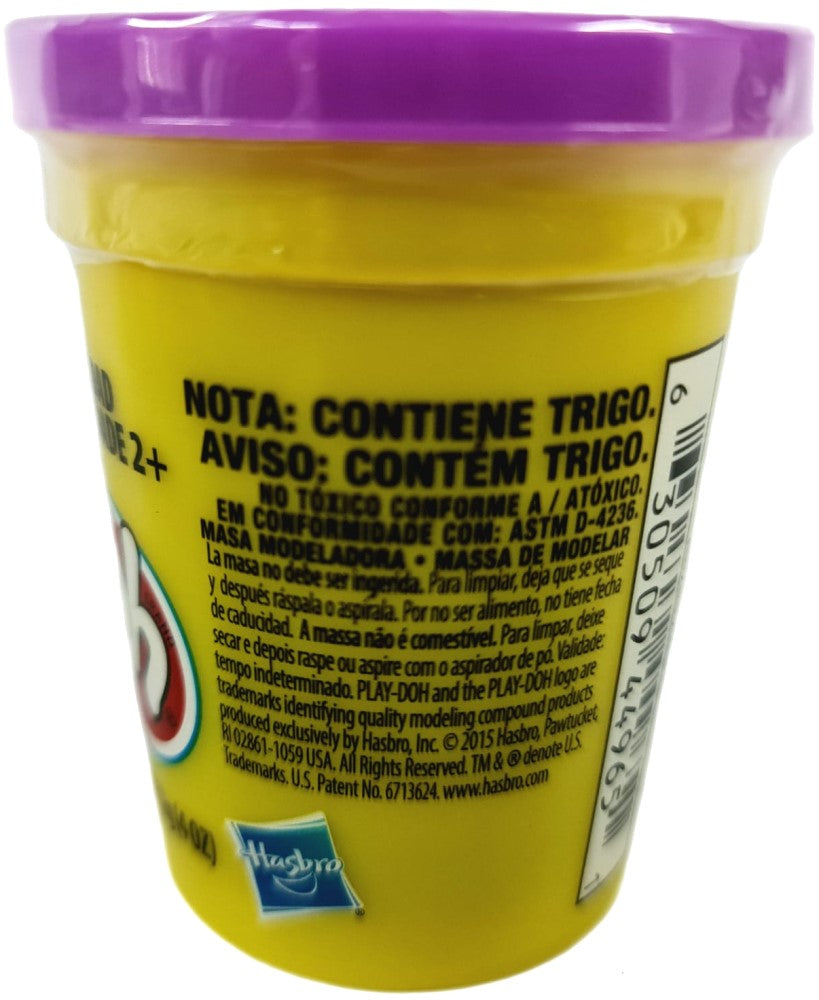 2+
NOTA: CONTIENE TRIGO.
AVISO: CONTÉM TRIGO.
NO TÓXICO CONFORME A / ATÓXICO.
EM CONFORMIDADE COM: ASTM D-4236.
MASA MODELADORA • MASSA DE MODELAR
La masa no debe ser ingerida. Para limpiar, deja que se seque
y después ráspala o aspírala. Por no ser alimento, no tiene fecha
de caducidad. A massa não é comestível. Para limpar, deixe
secar e depois raspe ou aspire com o aspirador de pó. Validade:
tempo indeterminado. PLAY-DOH and the PLAY-DOH logo are
trademarks identifying quality modeling compound products
produced exclusively by Hasbro, Inc. © 2015 Hasbro, Pawtucket,
RI 02861-1059 USA. All Rights Reserved. TM & ® denote U.S.
Trademarks. U.S. Patent No. 6713624. www.hasbro.com
(4 OZ)
Hasbro
®
6 30509 44965 1